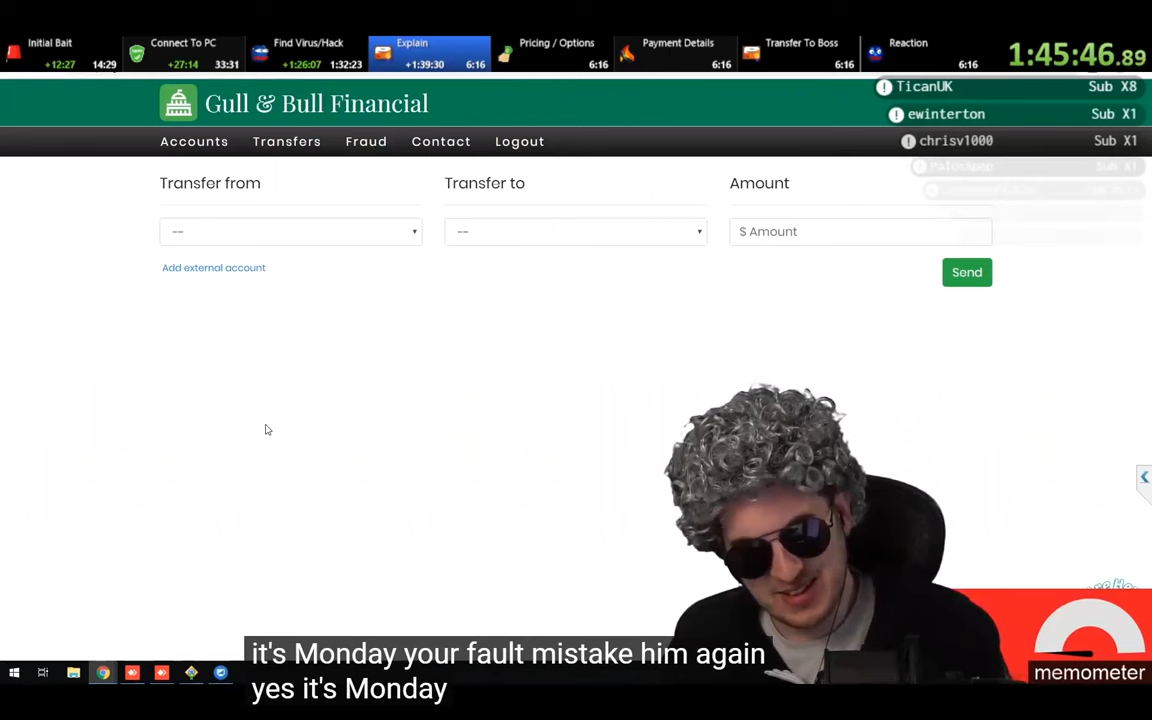 Initial Bait
+12:27 14:29
Connect To PC
+27:14 33:31
Find Virus/Hack
+1:26:07 1:32:23
Explain
+1:39:30 6:16
Pricing / Options
6:16
Payment Details
6:16
Transfer To Boss
6:16
Reaction
6:16
1:45:46.89
Gull & Bull Financial
TicanUK Sub X8
ewinterton Sub X1
chrisv1000 Sub X1
Accounts Transfers Fraud Contact Logout
Transfer from Transfer to Amount
-- -- $ Amount
Add external account
Send
it's Monday your fault mistake him again
yes it's Monday
memometer